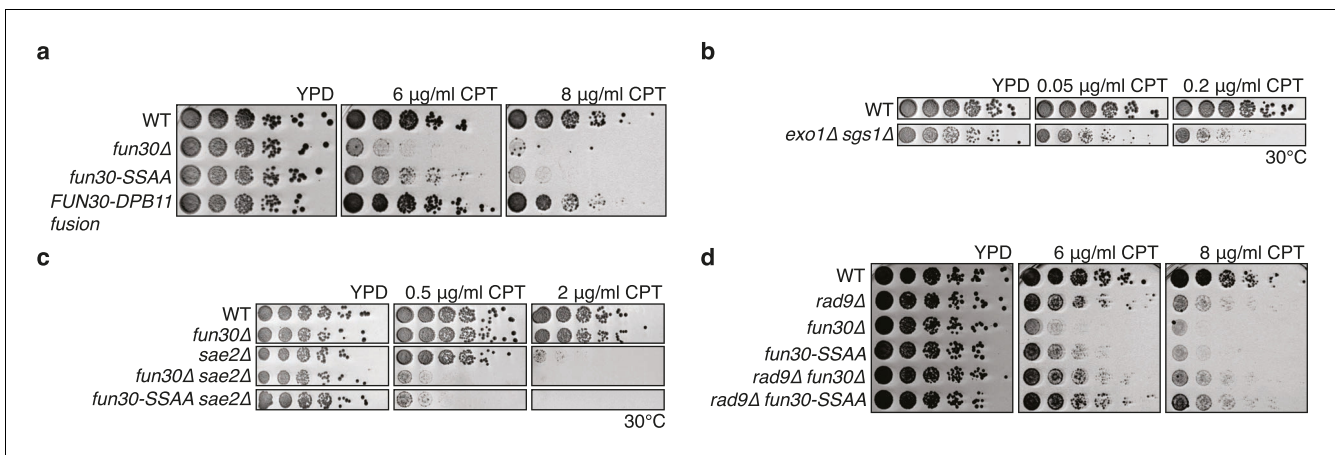 a
YPD
6 µg/ml CPT
8 µg/ml CPT
WT
fun30Δ
fun30-SSAA
FUN30-DPB11
fusion
b
YPD
0.05 µg/ml CPT
0.2 µg/ml CPT
WT
exo1Δ sgs1Δ
30°C
c
YPD
0.5 µg/ml CPT
2 µg/ml CPT
WT
fun30Δ
sae2Δ
fun30Δ sae2Δ
fun30-SSAA sae2Δ
30°C
d
YPD
6 µg/ml CPT
8 µg/ml CPT
WT
rad9Δ
fun30Δ
fun30-SSAA
rad9Δ fun30Δ
rad9Δ fun30-SSAA